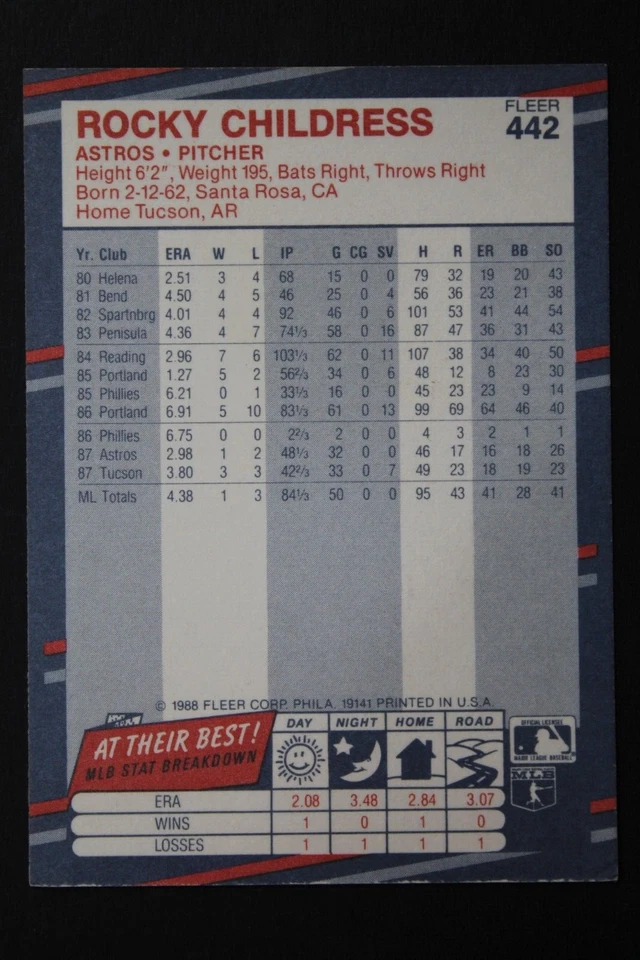 ROCKY CHILDRESS
FLEER
442
ASTROS • PITCHER
Height 6'2", Weight 195, Bats Right, Throws Right
Born 2-12-62, Santa Rosa, CA
Home Tucson, AR
Yr. Club ERA W L IP G CG SV H R ER BB SO
80 Helena 2.51 3 4 68 15 0 0 79 32 19 20 43
81 Bend 4.50 4 5 46 25 0 4 56 36 23 21 38
82 Spartnbrg 4.01 4 4 92 46 0 6 101 53 41 44 54
83 Penisula 4.36 4 7 74⅓ 58 0 16 87 47 36 31 43
84 Reading 2.96 7 6 103⅓ 62 0 11 107 38 34 40 50
85 Portland 1.27 5 2 56⅔ 34 0 6 48 12 8 23 30
85 Phillies 6.21 0 1 33⅓ 16 0 0 45 23 23 9 14
86 Portland 6.91 5 10 83⅓ 61 0 13 99 69 64 46 40
86 Phillies 6.75 0 0 2⅔ 2 0 0 4 3 2 1 1
87 Astros 2.98 1 2 48⅓ 32 0 0 46 17 16 18 26
87 Tucson 3.80 3 3 42⅔ 33 0 7 49 23 18 19 23
ML Totals 4.38 1 3 84⅓ 50 0 0 95 43 41 28 41
© 1988 FLEER CORP. PHILA. 19141 PRINTED IN U.S.A.
AT THEIR BEST!
MLB STAT BREAKDOWN
DAY NIGHT HOME ROAD
OFFICIAL LICENSEE
MAJOR LEAGUE BASEBALL
MLB
ERA 2.08 3.48 2.84 3.07
WINS 1 0 1 0
LOSSES 1 1 1 1